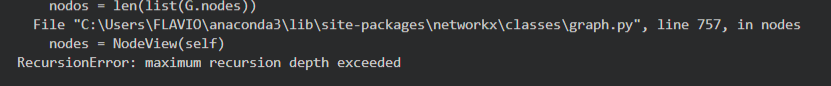 nodos = len(list(G.nodes))
File "C:\Users\FLAVIO\anaconda3\lib\site-packages\networkx\classes\graph.py", line 757, in nodes
nodes = NodeView(self)
RecursionError: maximum recursion depth exceeded